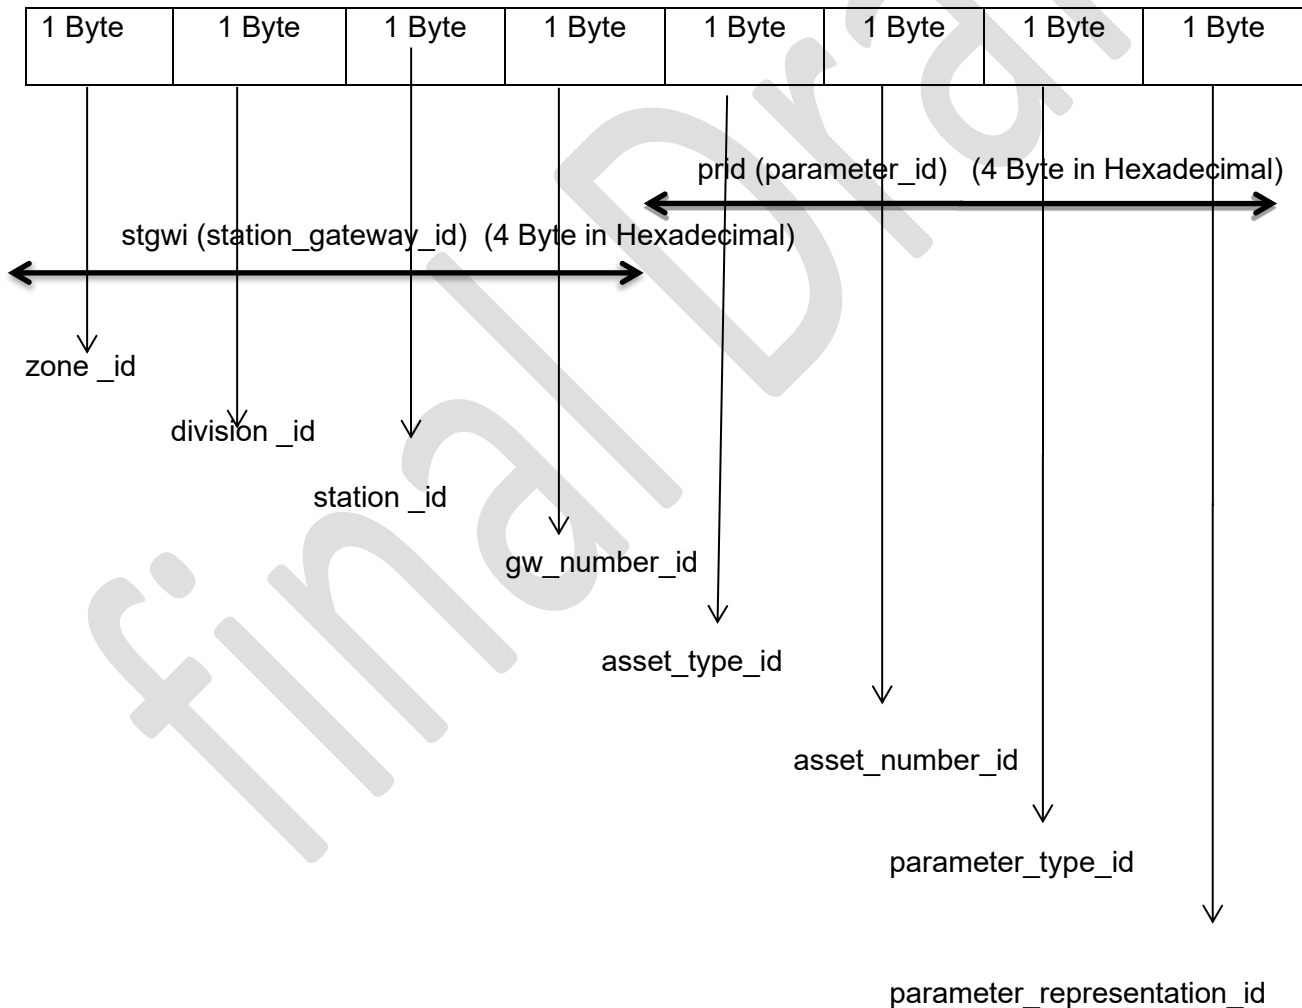 1 Byte 1 Byte 1 Byte 1 Byte 1 Byte 1 Byte 1 Byte 1 Byte
prid (parameter_id) (4 Byte in Hexadecimal)
stgwi (station_gateway_id) (4 Byte in Hexadecimal)
zone _id
division _id
station _id
gw_number_id
asset_type_id
asset_number_id
parameter_type_id
parameter_representation_id
final Dra